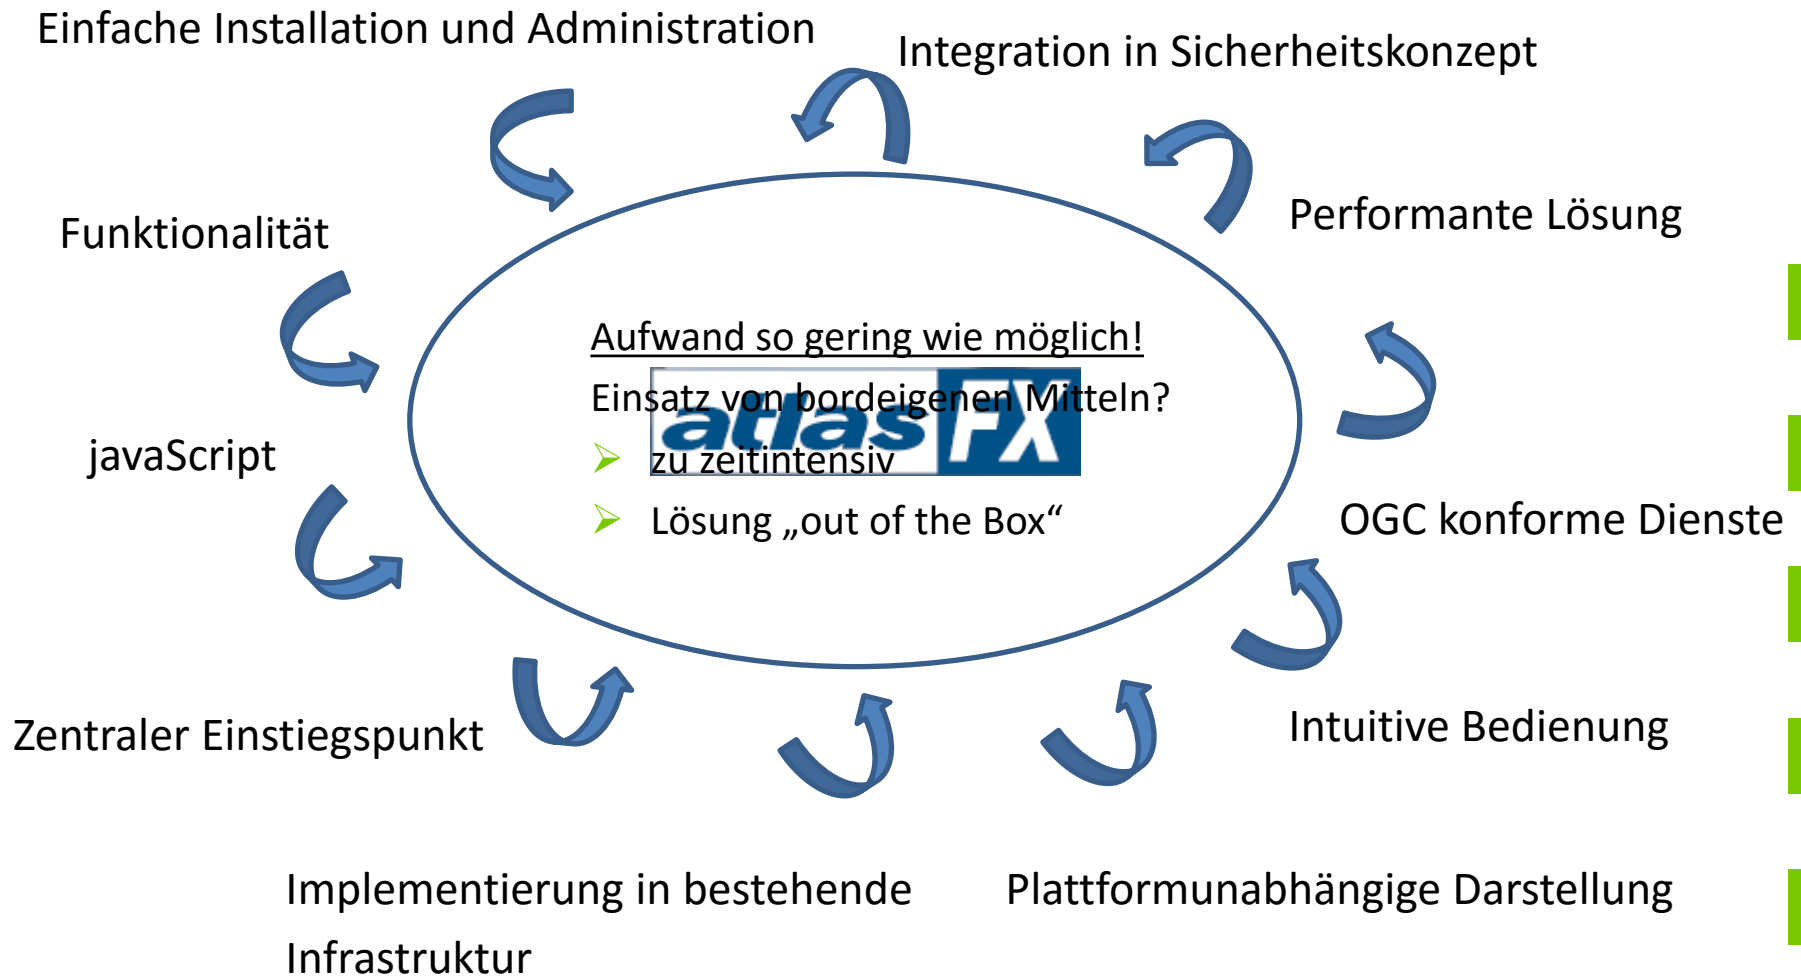 Einfache Installation und Administration
Integration in Sicherheitskonzept
Funktionalität
Performante Lösung
Aufwand so gering wie möglich!
Einsatz von bordeigenen Mitteln?
atlas FX
zu zeitintensiv
Lösung „out of the Box“
javaScript
OGC konforme Dienste
Zentraler Einstiegspunkt
Intuitive Bedienung
Implementierung in bestehende
Infrastruktur
Plattformunabhängige Darstellung